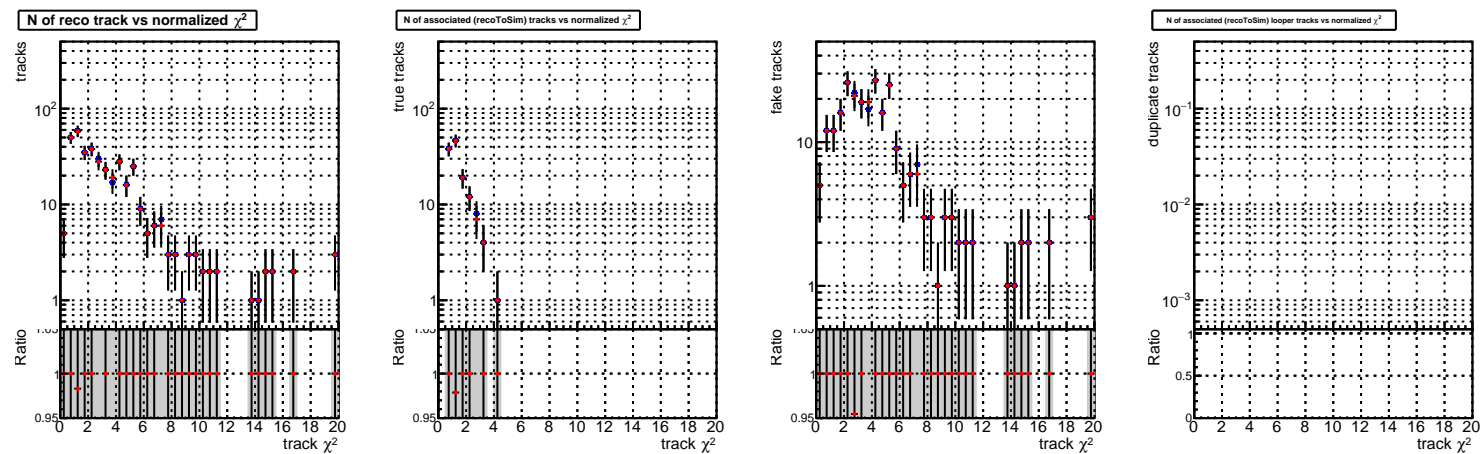 N of reco track vs normalized χ²
tracks
10²
10
1
Ratio
1.05
1
0.95
0 2 4 6 8 10 12 14 16 18 20
track χ²
N of associated (recoToSim) tracks vs normalized χ²
true tracks
10²
10
1
Ratio
1.05
1
0.95
0 2 4 6 8 10 12 14 16 18 20
track χ²
fake tracks
10
1
Ratio
1.05
1
0.95
0 2 4 6 8 10 12 14 16 18 20
track χ²
N of associated (recoToSim) looper tracks vs normalized χ²
duplicate tracks
10⁻¹
10⁻²
10⁻³
Ratio
1
0.5
0
0 2 4 6 8 10 12 14 16 18 20
track χ²